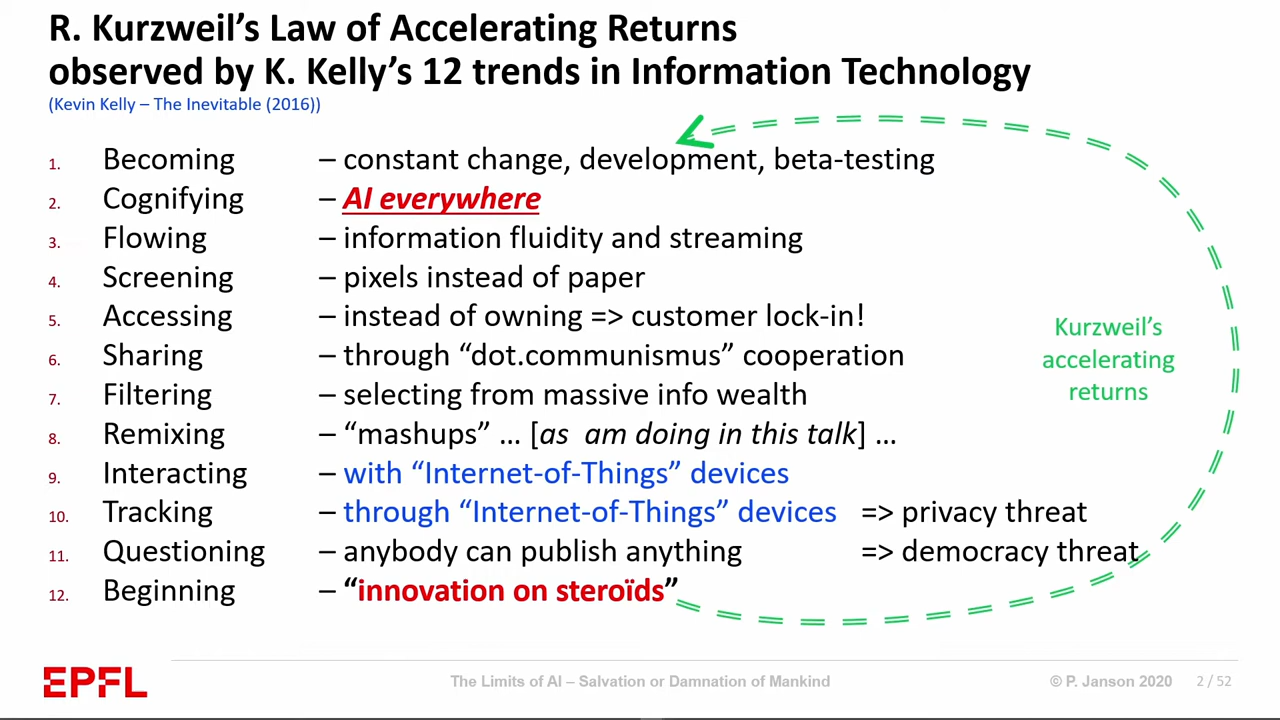 R. Kurzweil’s Law of Accelerating Returns
observed by K. Kelly’s 12 trends in Information Technology
(Kevin Kelly – The Inevitable (2016))
1. Becoming – constant change, development, beta-testing
2. Cognifying – AI everywhere
3. Flowing – information fluidity and streaming
4. Screening – pixels instead of paper
5. Accessing – instead of owning => customer lock-in!
6. Sharing – through “dot.communismus” cooperation
7. Filtering – selecting from massive info wealth
8. Remixing – “mashups” … [as am doing in this talk] …
9. Interacting – with “Internet-of-Things” devices
10. Tracking – through “Internet-of-Things” devices => privacy threat
11. Questioning – anybody can publish anything => democracy threat
12. Beginning – “innovation on steroïds”
Kurzweil’s
accelerating
returns
EPFL
The Limits of AI – Salvation or Damnation of Mankind
© P. Janson 2020 2 / 52